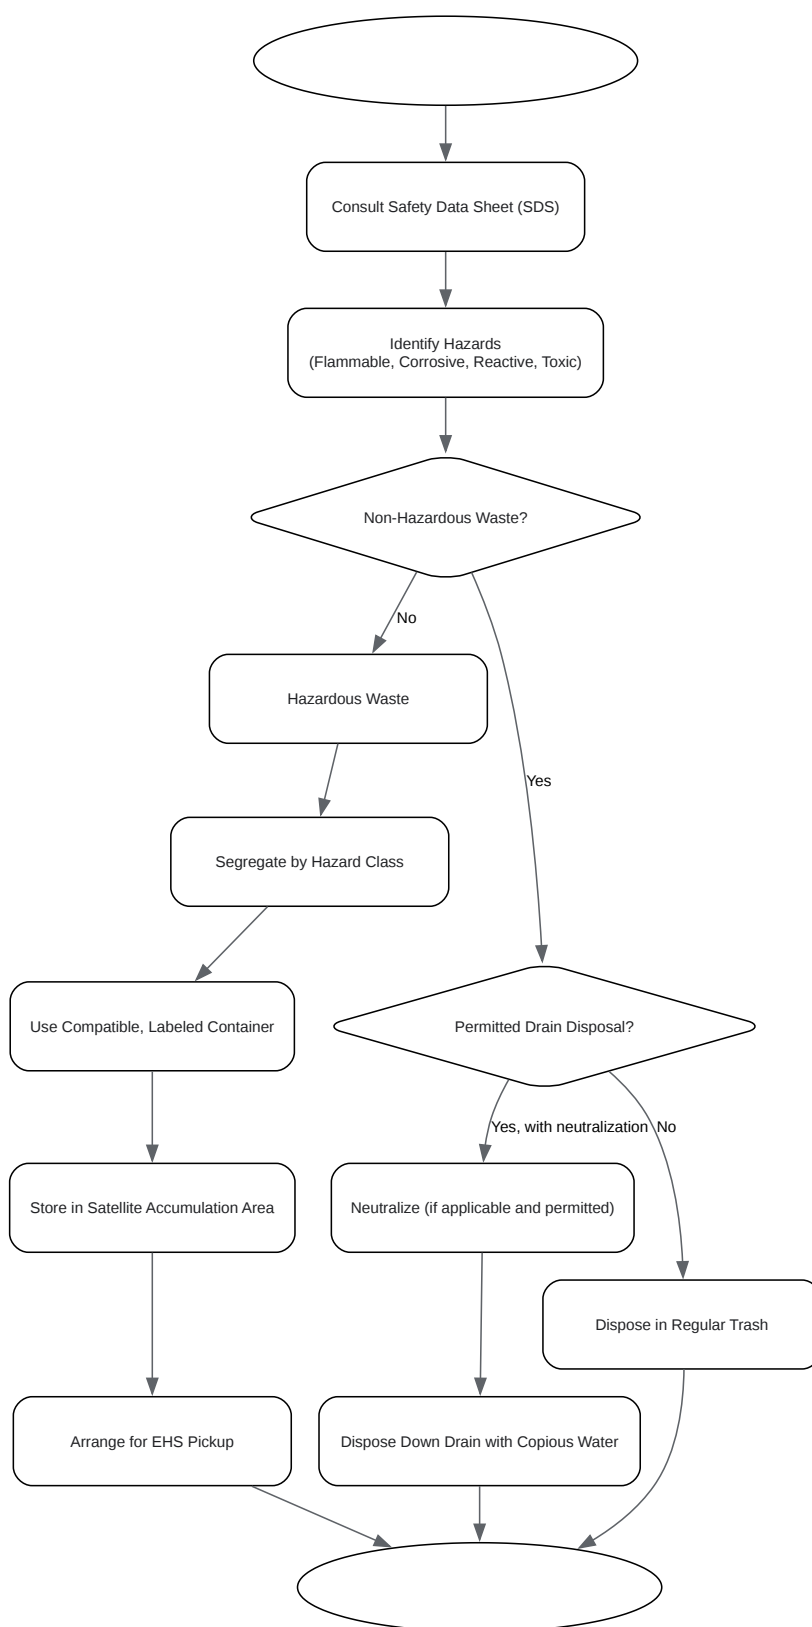 Consult Safety Data Sheet (SDS)
Identify Hazards
(Flammable, Corrosive, Reactive, Toxic)
Non-Hazardous Waste?
No
Hazardous Waste
Yes
Segregate by Hazard Class
Use Compatible, Labeled Container
Permitted Drain Disposal?
Yes, with neutralization
No
Store in Satellite Accumulation Area
Neutralize (if applicable and permitted)
Dispose in Regular Trash
Arrange for EHS Pickup
Dispose Down Drain with Copious Water